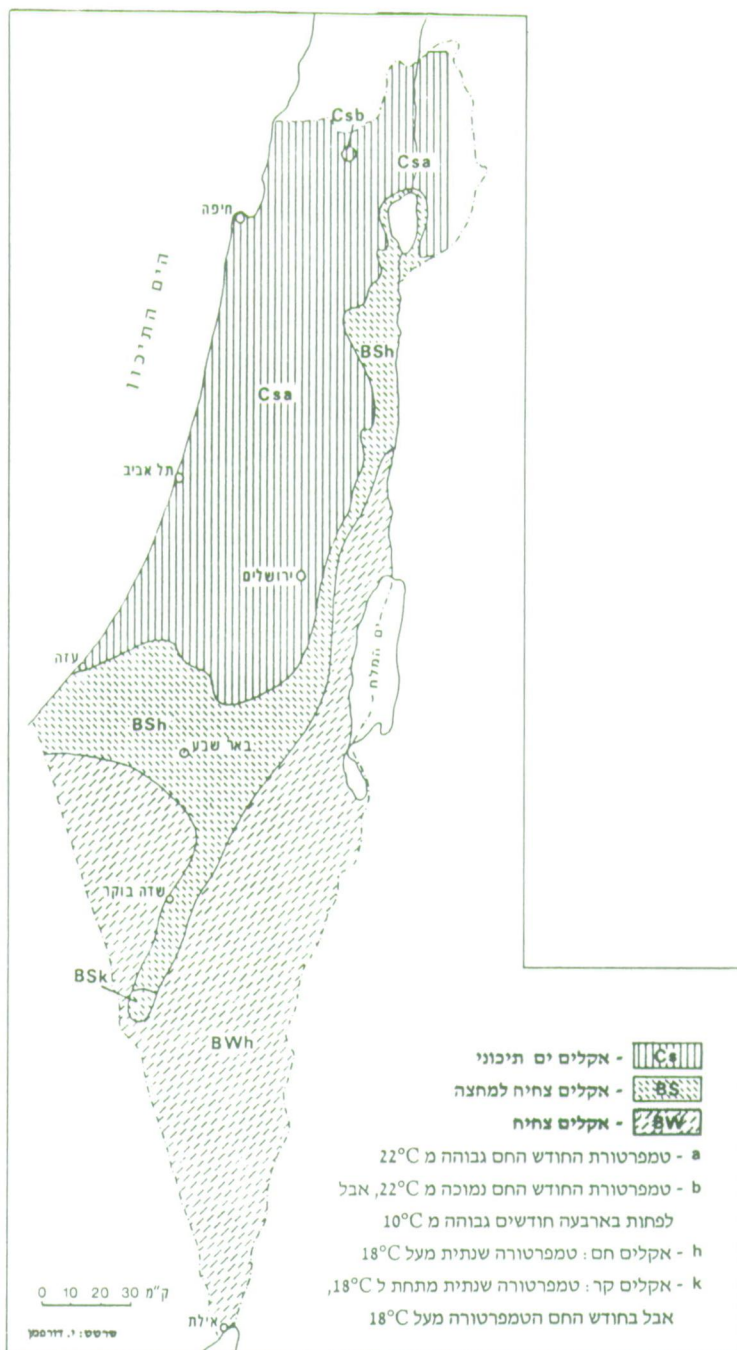 Csb
Csa
חיפה
הים התיכון
BSh
Csa
תל אביב
ירושלים
ים המלח
עזה
BSh
באר שבע
שדה בוקר
BSk
BWh
Cs - אקלים ים תיכוני
BS - אקלים צחיח למחצה
BW - אקלים צחיח
a - טמפרטורת החודש החם גבוהה מ 22°C
b - טמפרטורת החודש החם נמוכה מ 22°C, אבל
לפחות בארבעה חודשים גבוהה מ 10°C
h - אקלים חם: טמפרטורה שנתית מעל 18°C
k - אקלים קר: טמפרטורה שנתית מתחת ל 18°C,
אבל בחודש החם הטמפרטורה מעל 18°C
0 10 20 30 ק"מ
אילת
שרטט: י. דורפמן